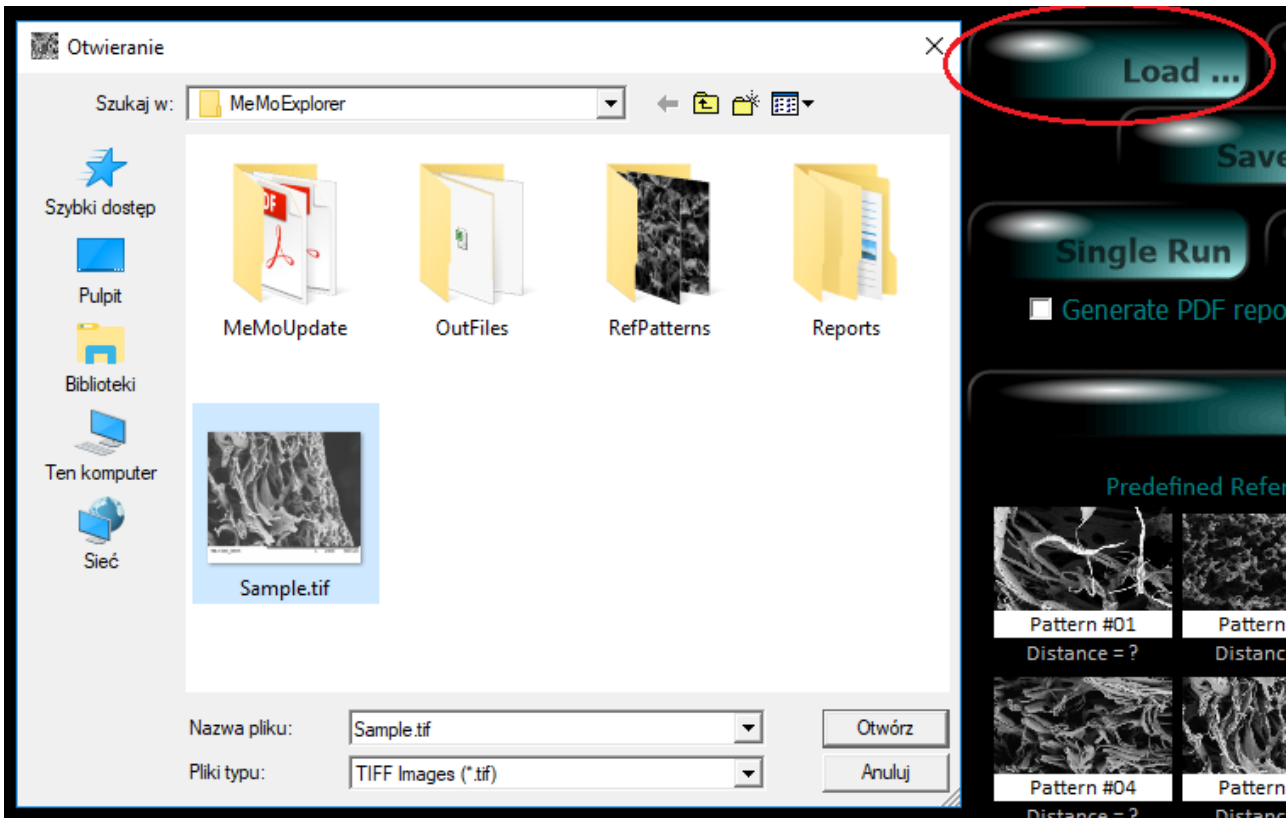 Otwieranie
Szukaj w:
MeMoExplorer
Szybki dostęp
Pulpit
Biblioteki
Ten komputer
Sieć
MeMoUpdate
OutFiles
RefPatterns
Reports
Sample.tif
Nazwa pliku:
Sample.tif
Otwórz
Pliki typu:
TIFF Images (*.tif)
Anuluj
Load ...
Save
Single Run
Generate PDF repo
Predefined Refer
Pattern #01
Pattern
Distance = ?
Distanc
Pattern #04
Pattern
Distance = ?
Distanc